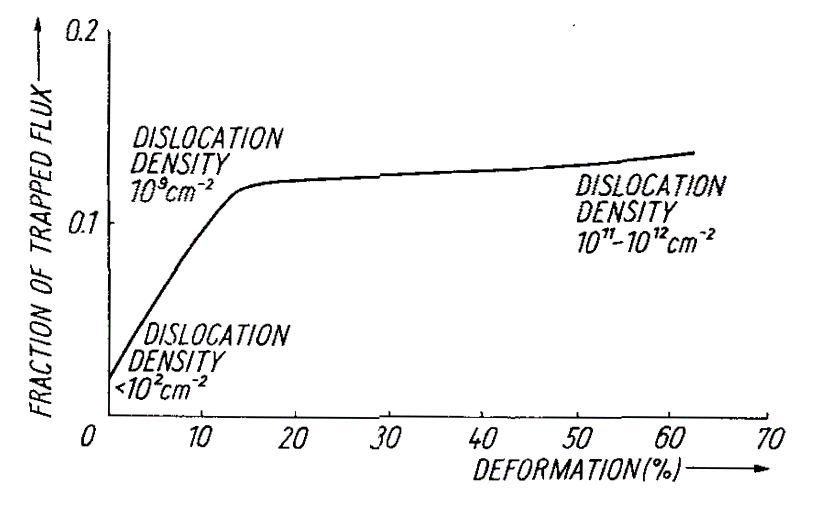 0.2
FRACTION OF TRAPPED FLUX
DISLOCATION
DENSITY
10⁹cm⁻²
0.1
DISLOCATION
DENSITY
10¹¹-10¹²cm⁻²
DISLOCATION
DENSITY
<10²cm⁻²
0 10 20 30 40 50 60 70
DEFORMATION(%)